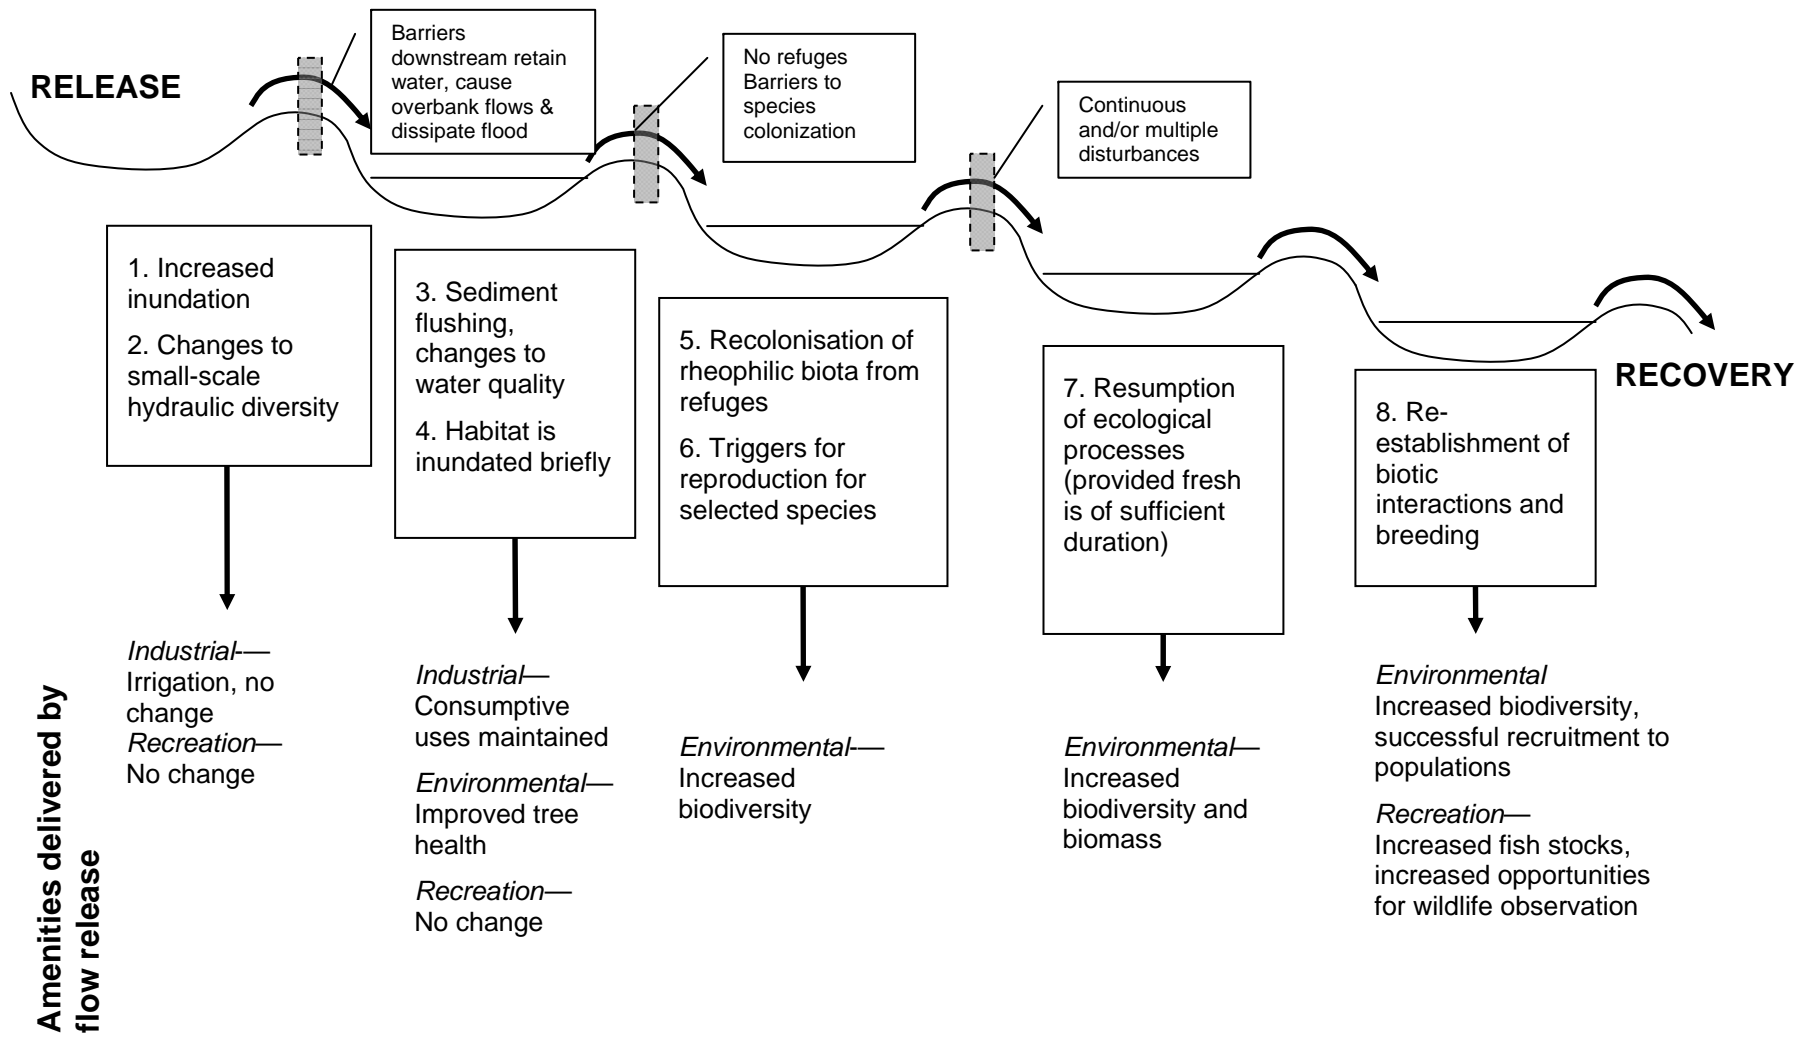 RELEASE
Barriers
downstream retain
water, cause
overbank flows &
dissipate flood
No refuges
Barriers to
species
colonization
Continuous
and/or multiple
disturbances
1. Increased
inundation
2. Changes to
small-scale
hydraulic diversity
3. Sediment
flushing,
changes to
water quality
4. Habitat is
inundated briefly
5. Recolonisation of
rheophilic biota from
refuges
6. Triggers for
reproduction for
selected species
7. Resumption
of ecological
processes
(provided fresh
is of sufficient
duration)
8. Re-
establishment of
biotic
interactions and
breeding
RECOVERY
Amenities delivered by
flow release
Industrial-—
Irrigation, no
change
Recreation—
No change
Industrial—
Consumptive
uses maintained
Environmental—
Improved tree
health
Recreation—
No change
Environmental-—
Increased
biodiversity
Environmental—
Increased
biodiversity and
biomass
Environmental
Increased biodiversity,
successful recruitment to
populations
Recreation—
Increased fish stocks,
increased opportunities
for wildlife observation